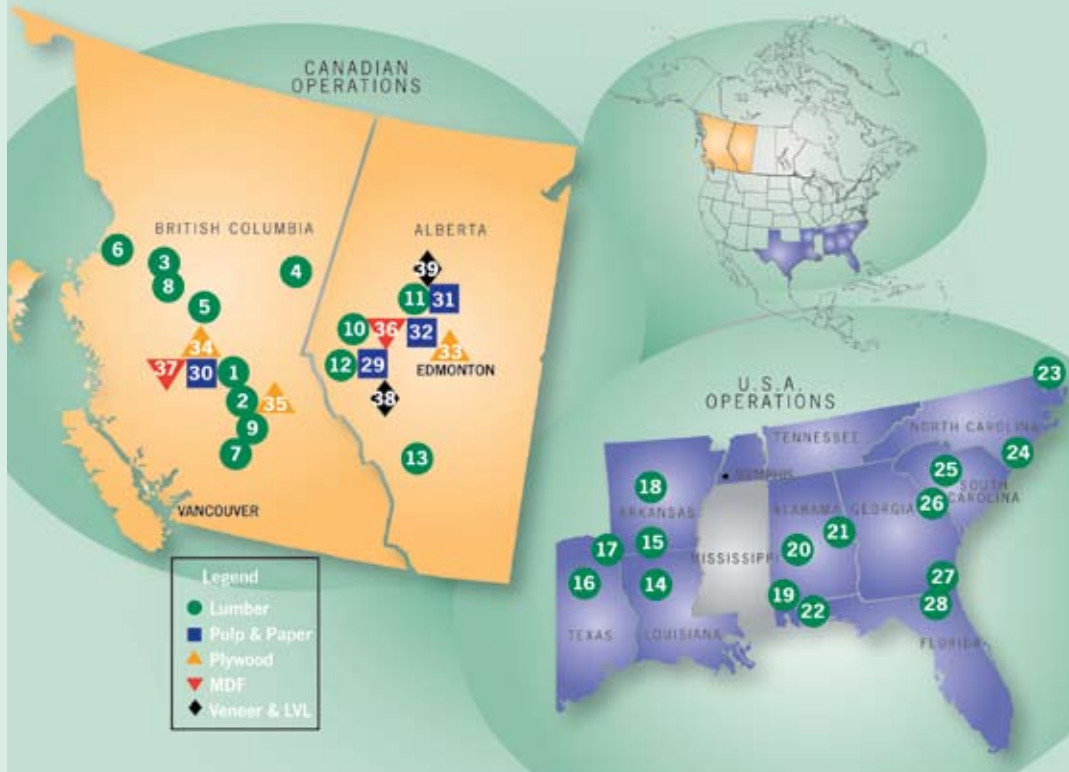 CANADIAN
OPERATIONS
BRITISH COLUMBIA
ALBERTA
6
3
8
4
5
39
11
31
10
36
32
33
EDMONTON
12
29
38
13
34
37
30
1
2
35
9
7
VANCOUVER
Legend
Lumber
Pulp & Paper
Plywood
MDF
Veneer & LVL
U.S.A.
OPERATIONS
23
TENNESSEE
NORTH CAROLINA
24
MEMPHIS
25
SOUTH
CAROLINA
18
26
ARKANSAS
ALABAMA
GEORGIA
21
17
15
MISSISSIPPI
20
16
14
27
19
22
28
TEXAS
LOUISIANA
FLORIDA